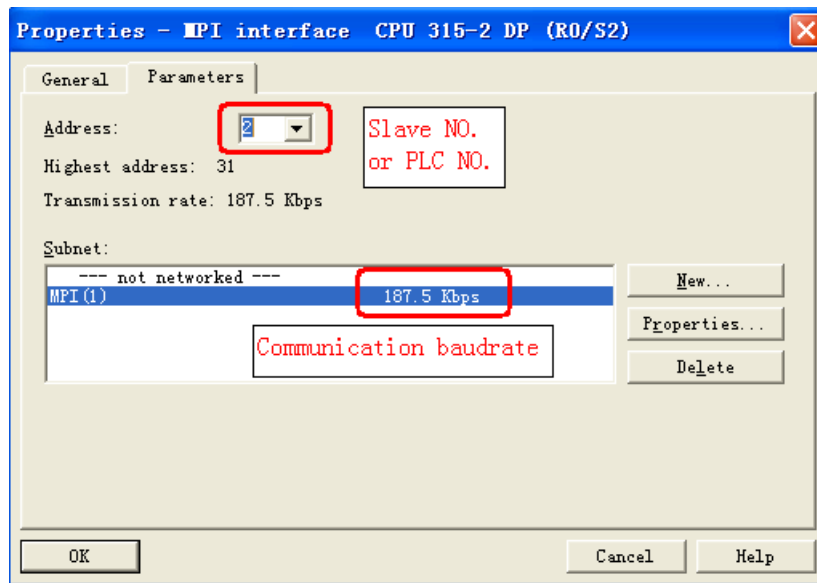 Properties - MPI interface CPU 315-2 DP (R0/S2)
General Parameters
Address: 2
Slave NO.
or PLC NO.
Highest address: 31
Transmission rate: 187.5 Kbps
Subnet:
--- not networked ---
MPI(1) 187.5 Kbps
Communication baudrate
New...
Properties...
Delete
OK Cancel Help